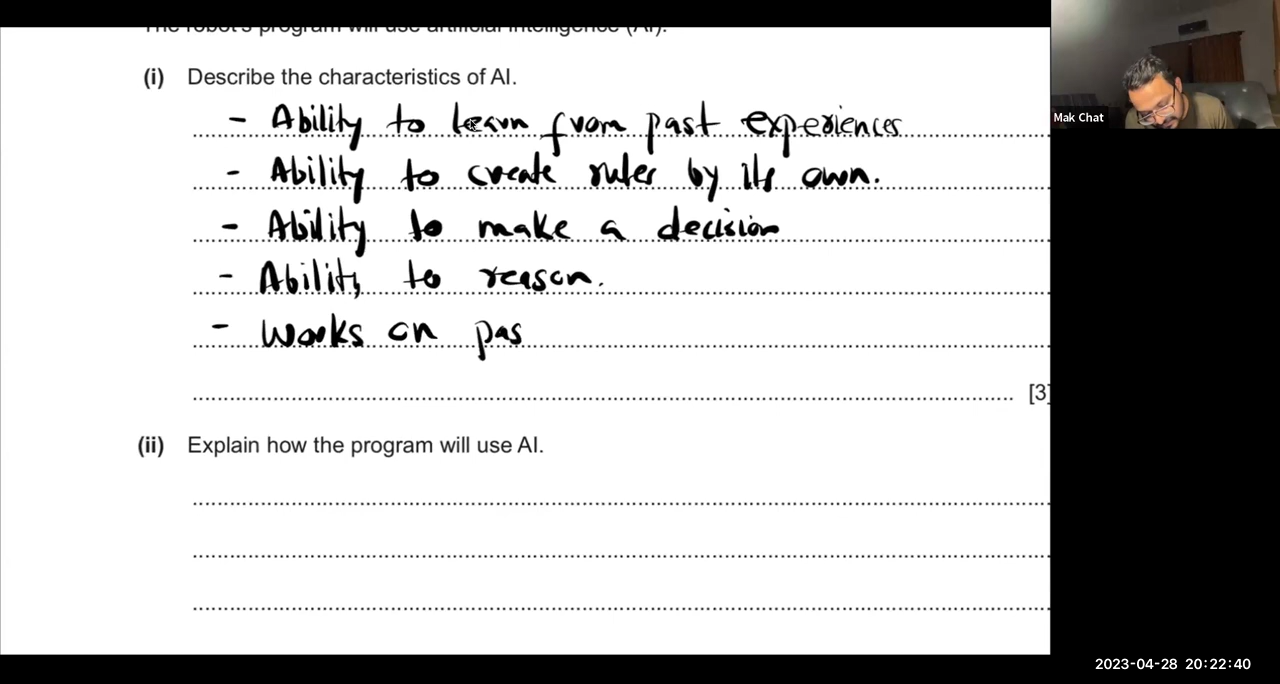 The robot's program will use artificial intelligence (AI).
(i) Describe the characteristics of AI.
- Ability to learn from past experiences
- Ability to create rules by its own.
- Ability to make a decision
- Ability to reason.
- Works on pas
[3]
(ii) Explain how the program will use AI.
Mak Chat
2023-04-28 20:22:40